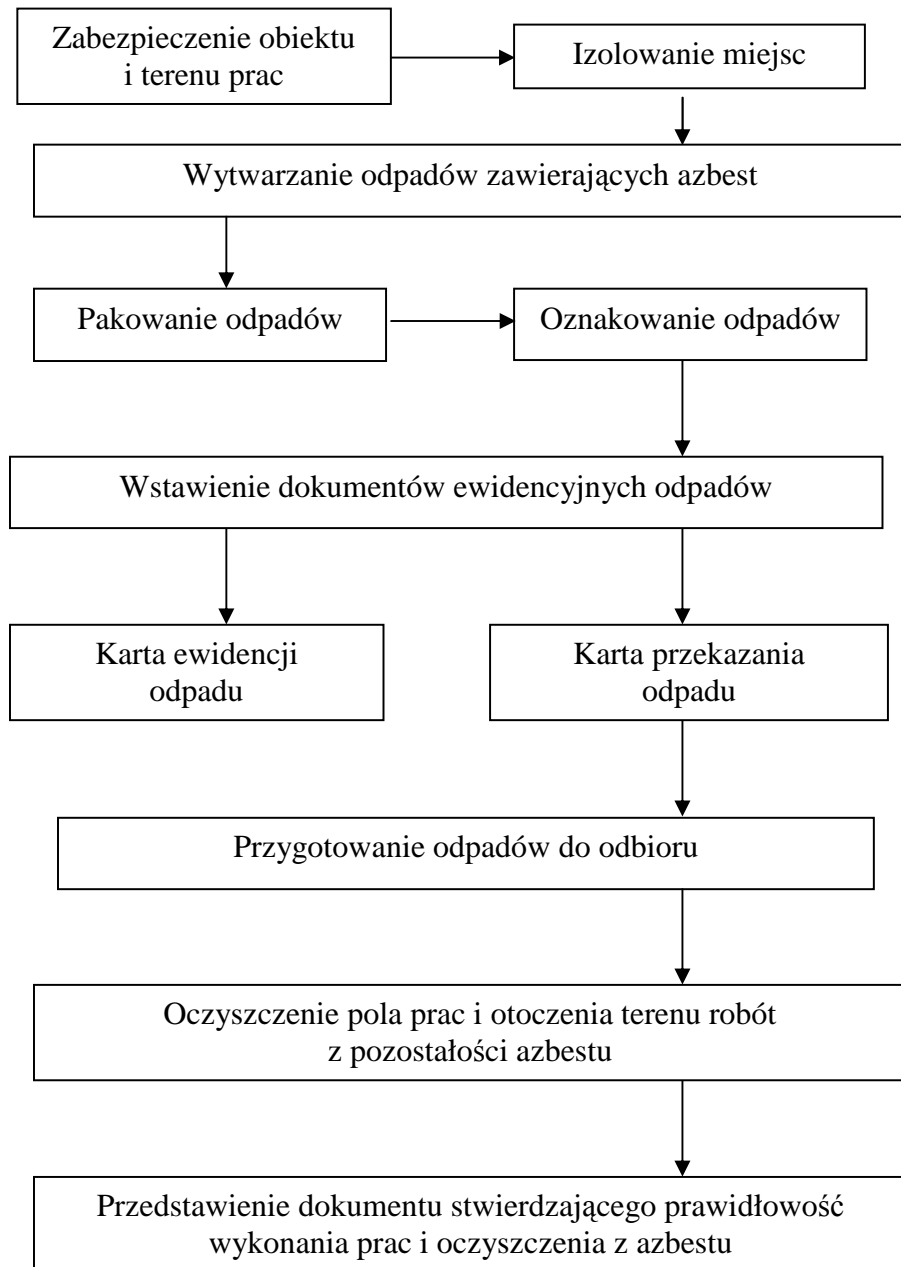 Zabezpieczenie obiektu
i terenu prac
Izolowanie miejsc
Wytwarzanie odpadów zawierających azbest
Pakowanie odpadów
Oznakowanie odpadów
Wstawienie dokumentów ewidencyjnych odpadów
Karta ewidencji
odpadu
Karta przekazania
odpadu
Przygotowanie odpadów do odbioru
Oczyszczenie pola prac i otoczenia terenu robót
z pozostałości azbestu
Przedstawienie dokumentu stwierdzającego prawidłowość
wykonania prac i oczyszczenia z azbestu